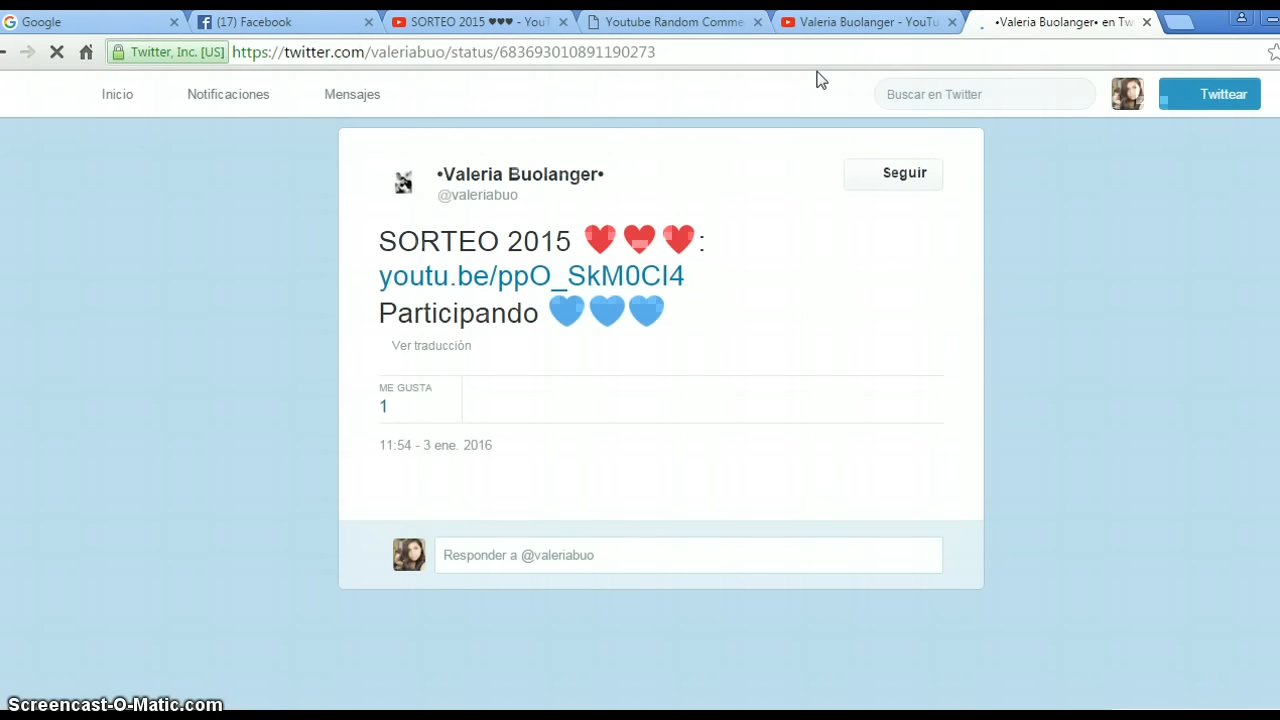 Google
(17) Facebook
SORTEO 2015 ♥♥♥ - YouT
Youtube Random Comme
Valeria Buolanger - YouTu
•Valeria Buolanger• en Tw
Twitter, Inc. [US]
https://twitter.com/valeriabuo/status/683693010891190273
Inicio
Notificaciones
Mensajes
Buscar en Twitter
Twittear
•Valeria Buolanger•
@valeriabuo
Seguir
SORTEO 2015 ❤❤❤:
youtu.be/ppO_SkM0CI4
Participando 💙💙💙
Ver traducción
ME GUSTA
1
11:54 - 3 ene. 2016
Responder a @valeriabuo
Screencast-O-Matic.com